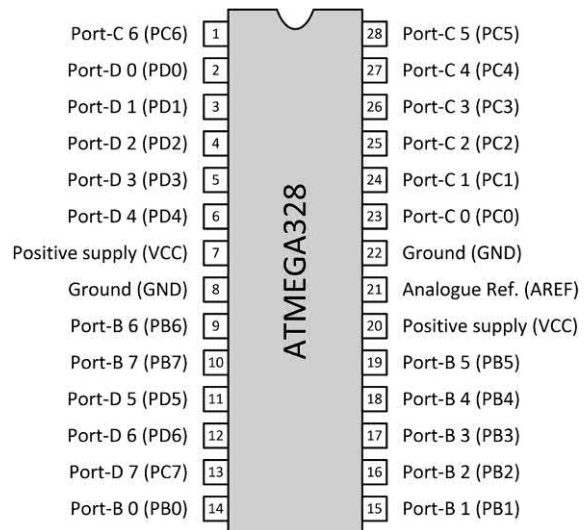 Port-C 6 (PC6) 1 28 Port-C 5 (PC5)
Port-D 0 (PD0) 2 27 Port-C 4 (PC4)
Port-D 1 (PD1) 3 26 Port-C 3 (PC3)
Port-D 2 (PD2) 4 25 Port-C 2 (PC2)
Port-D 3 (PD3) 5 24 Port-C 1 (PC1)
Port-D 4 (PD4) 6 23 Port-C 0 (PC0)
Positive supply (VCC) 7 22 Ground (GND)
Ground (GND) 8 21 Analogue Ref. (AREF)
Port-B 6 (PB6) 9 20 Positive supply (VCC)
Port-B 7 (PB7) 10 19 Port-B 5 (PB5)
Port-D 5 (PD5) 11 18 Port-B 4 (PB4)
Port-D 6 (PD6) 12 17 Port-B 3 (PB3)
Port-D 7 (PC7) 13 16 Port-B 2 (PB2)
Port-B 0 (PB0) 14 15 Port-B 1 (PB1)
ATMEGA328